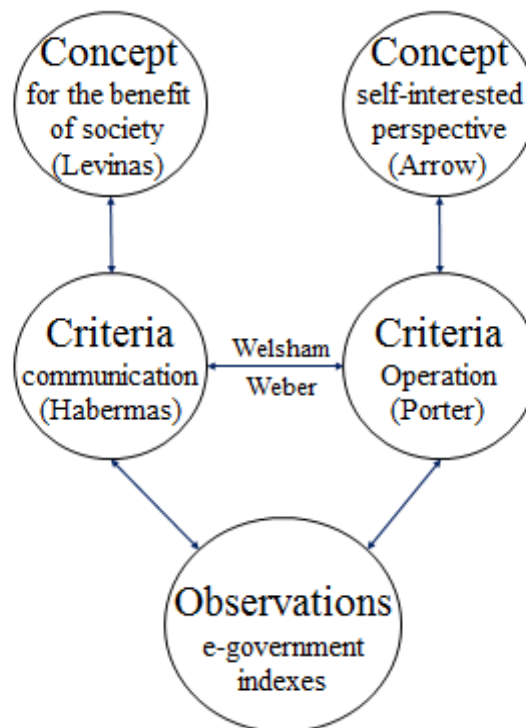 Concept
for the benefit
of society
(Levinas)
Concept
self-interested
perspective
(Arrow)
Criteria
communication
(Habermas)
Welsham
Weber
Criteria
Operation
(Porter)
Observations
e-government
indexes